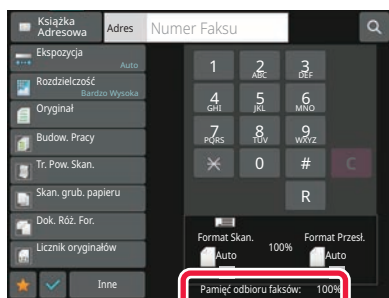 Książka
Adresowa
Adres
Numer Faksu
Ekspozycja
Auto
Rozdzielczość
Bardzo Wysoka
Oryginał
Budow. Pracy
Tr. Pow. Skan.
Skan. grub. papieru
Dok. Róż. For.
Licznik oryginałów
Inne
1
2
ABC
3
DEF
4
GHI
5
JKL
6
MNO
7
PQRS
8
TUV
9
WXYZ
0
#
C
R
Format Skan.
Auto
100%
Format Przesł.
Auto
Pamięć odbioru faksów: 100%